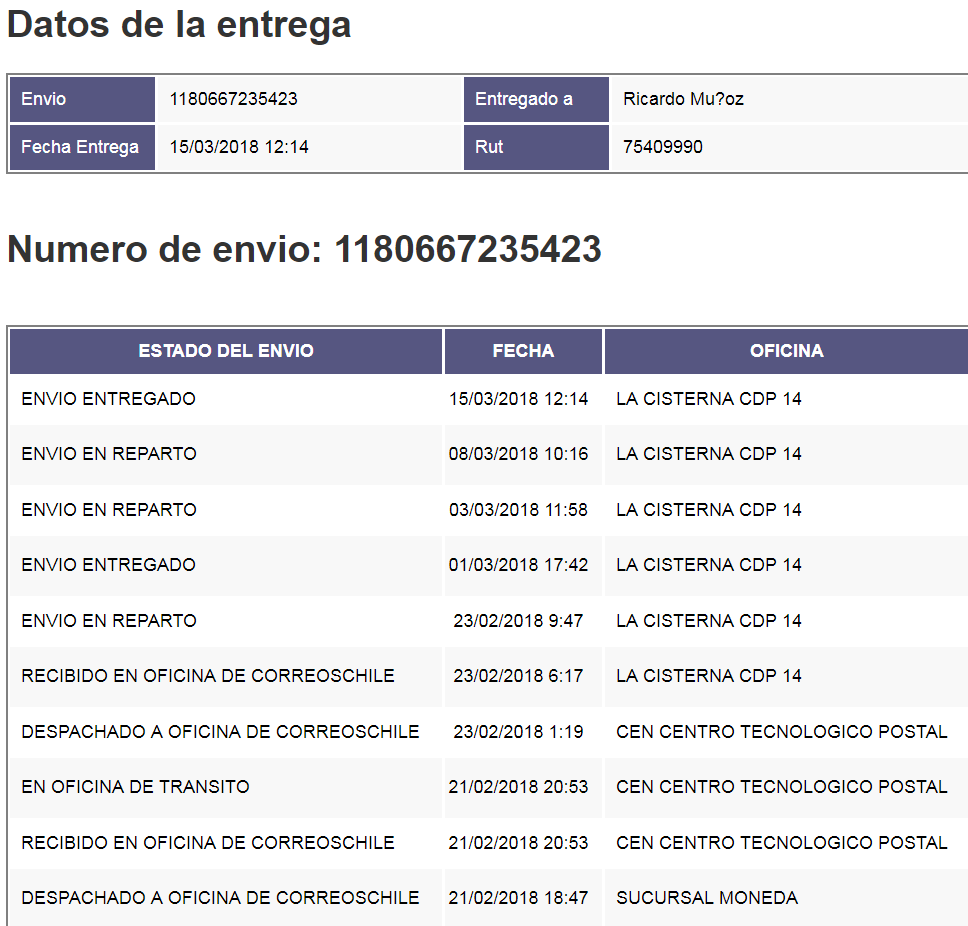 Datos de la entrega
Envio 1180667235423 Entregado a Ricardo Mu?oz
Fecha Entrega 15/03/2018 12:14 Rut 75409990
Numero de envio: 1180667235423
ESTADO DEL ENVIO FECHA OFICINA
ENVIO ENTREGADO 15/03/2018 12:14 LA CISTERNA CDP 14
ENVIO EN REPARTO 08/03/2018 10:16 LA CISTERNA CDP 14
ENVIO EN REPARTO 03/03/2018 11:58 LA CISTERNA CDP 14
ENVIO ENTREGADO 01/03/2018 17:42 LA CISTERNA CDP 14
ENVIO EN REPARTO 23/02/2018 9:47 LA CISTERNA CDP 14
RECIBIDO EN OFICINA DE CORREOSCHILE 23/02/2018 6:17 LA CISTERNA CDP 14
DESPACHADO A OFICINA DE CORREOSCHILE 23/02/2018 1:19 CEN CENTRO TECNOLOGICO POSTAL
EN OFICINA DE TRANSITO 21/02/2018 20:53 CEN CENTRO TECNOLOGICO POSTAL
RECIBIDO EN OFICINA DE CORREOSCHILE 21/02/2018 20:53 CEN CENTRO TECNOLOGICO POSTAL
DESPACHADO A OFICINA DE CORREOSCHILE 21/02/2018 18:47 SUCURSAL MONEDA